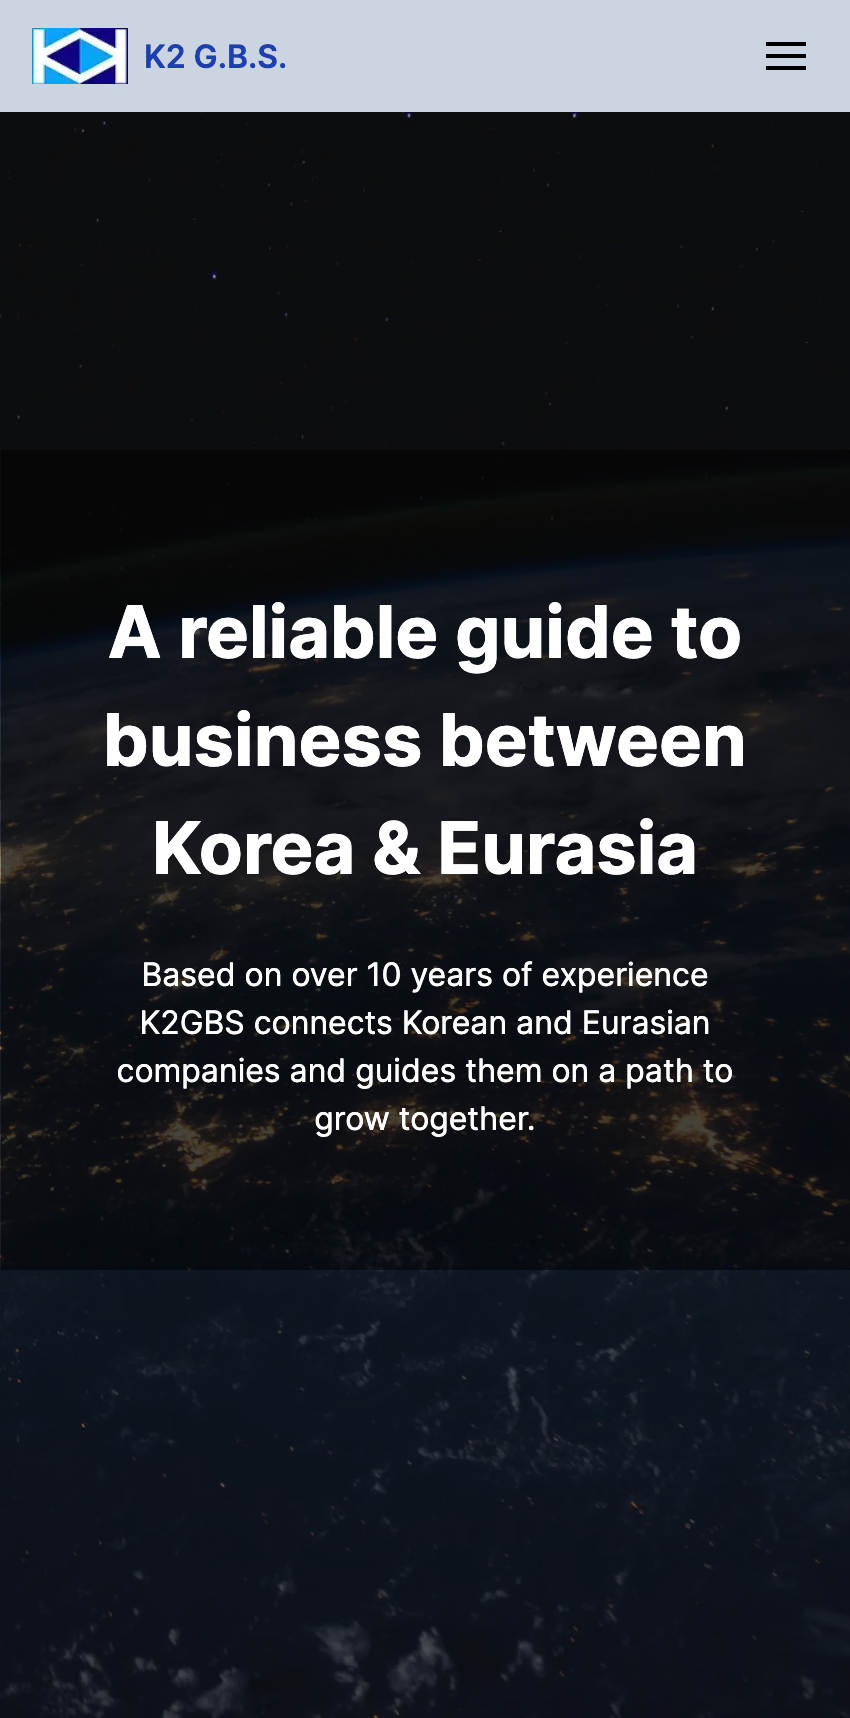 K2 G.B.S.
A reliable guide to
business between
Korea & Eurasia
Based on over 10 years of experience
K2GBS connects Korean and Eurasian
companies and guides them on a path to
grow together.